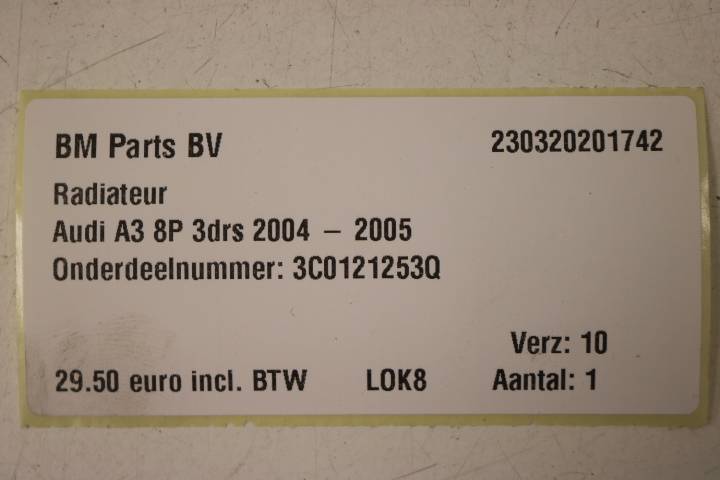 BM Parts BV 230320201742
Radiateur
Audi A3 8P 3drs 2004 – 2005
Onderdeelnummer: 3C0121253Q
Verz: 10
29.50 euro incl. BTW LOK8 Aantal: 1